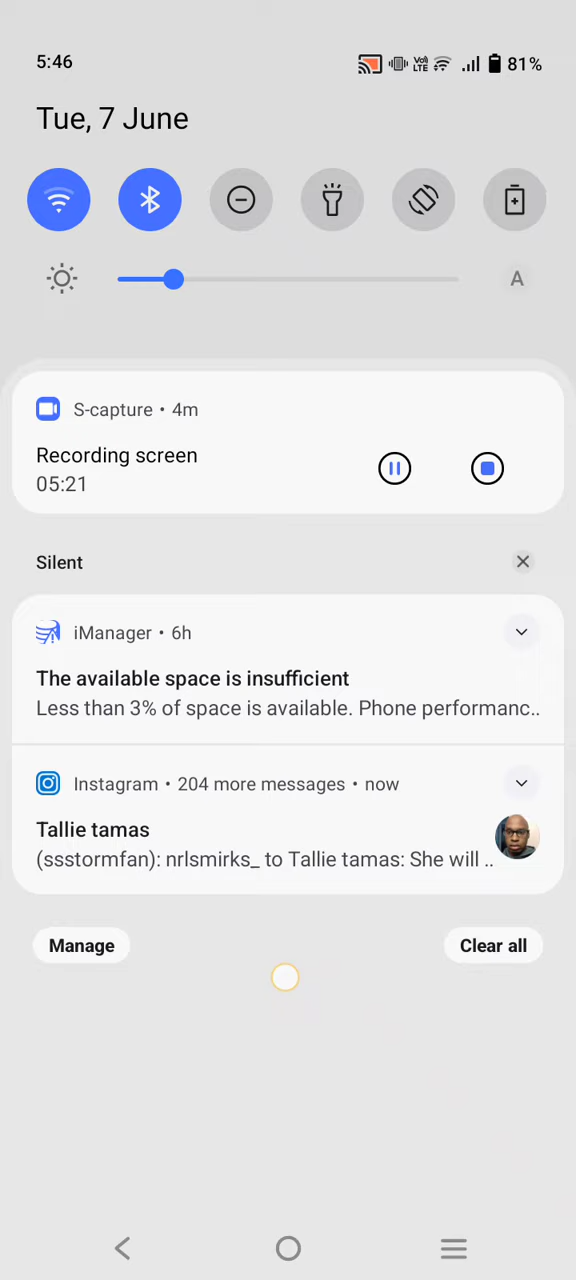 5:46
Vo)) LTE
81%
Tue, 7 June
A
S-capture • 4m
Recording screen
05:21
Silent
iManager • 6h
The available space is insufficient
Less than 3% of space is available. Phone performanc..
Instagram • 204 more messages • now
Tallie tamas
(ssstormfan): nrlsmirks_ to Tallie tamas: She will ..
Manage
Clear all